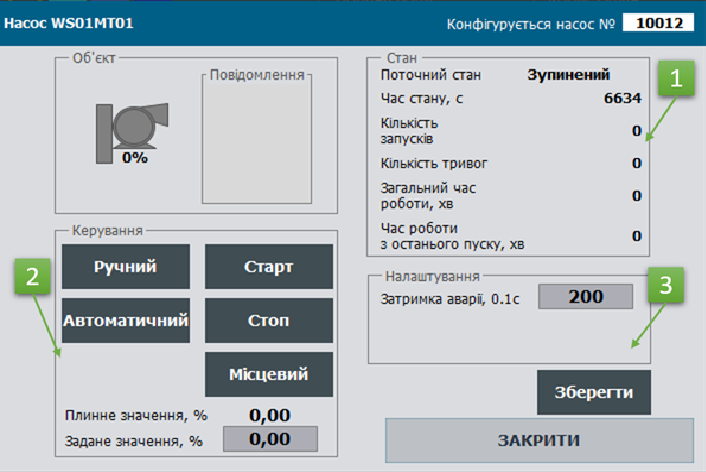 Насос WS01MT01
Конфігурується насос № 10012
Об'єкт
Повідомлення
0%
Стан
Поточний стан Зупинений
Час стану, с 6634
Кількість
запусків 0
Кількість тривог 0
Загальний час
роботи, хв 0
Час роботи
з останього пуску, хв 0
1
Керування
Ручний Старт
Автоматичний Стоп
Місцевий
Плинне значення, % 0,00
Задане значення, % 0,00
2
Налаштування
Затримка аварії, 0.1с 200
3
Зберегти
ЗАКРИТИ